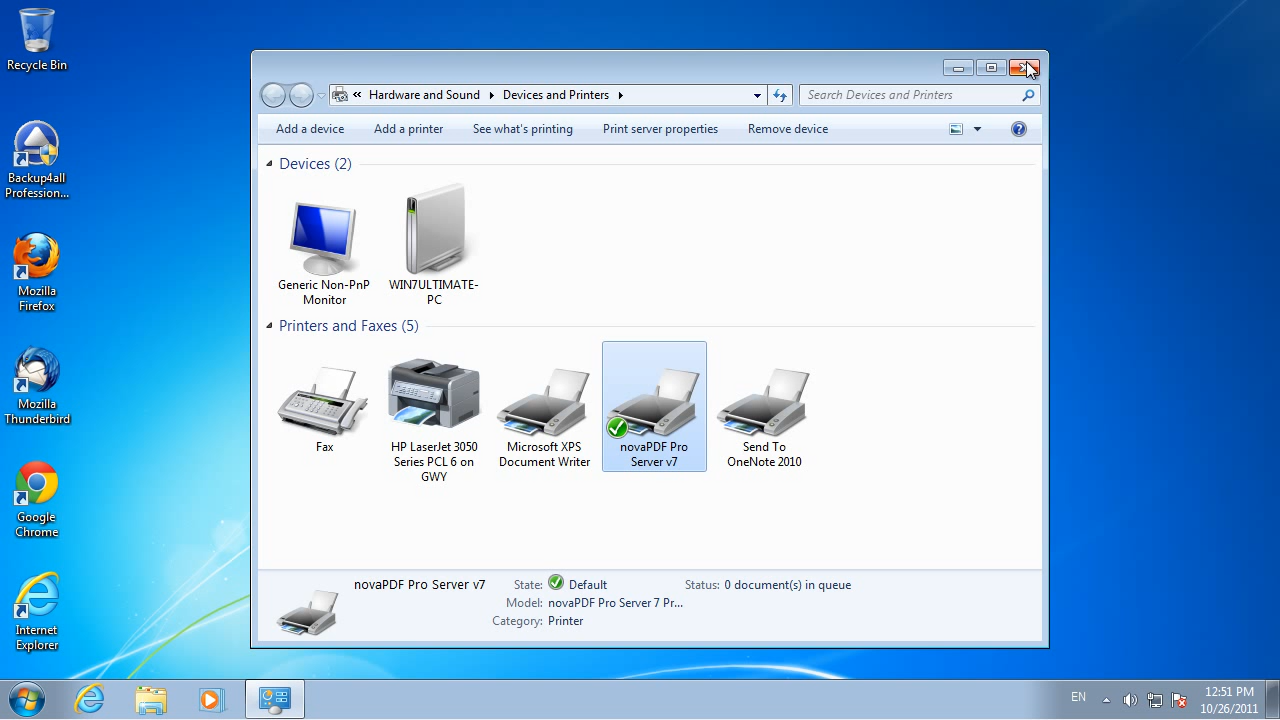 Recycle Bin
Backup4all
Profession...
Mozilla
Firefox
Mozilla
Thunderbird
Google
Chrome
Internet
Explorer
« Hardware and Sound Devices and Printers
Search Devices and Printers
Add a device Add a printer See what's printing Print server properties Remove device
Devices (2)
Generic Non-PnP
Monitor
WIN7ULTIMATE-
PC
Printers and Faxes (5)
Fax
HP LaserJet 3050
Series PCL 6 on
GWY
Microsoft XPS
Document Writer
novaPDF Pro
Server v7
Send To
OneNote 2010
novaPDF Pro Server v7
State: Default
Status: 0 document(s) in queue
Model: novaPDF Pro Server 7 Pr...
Category: Printer
EN
12:51 PM
10/26/2011